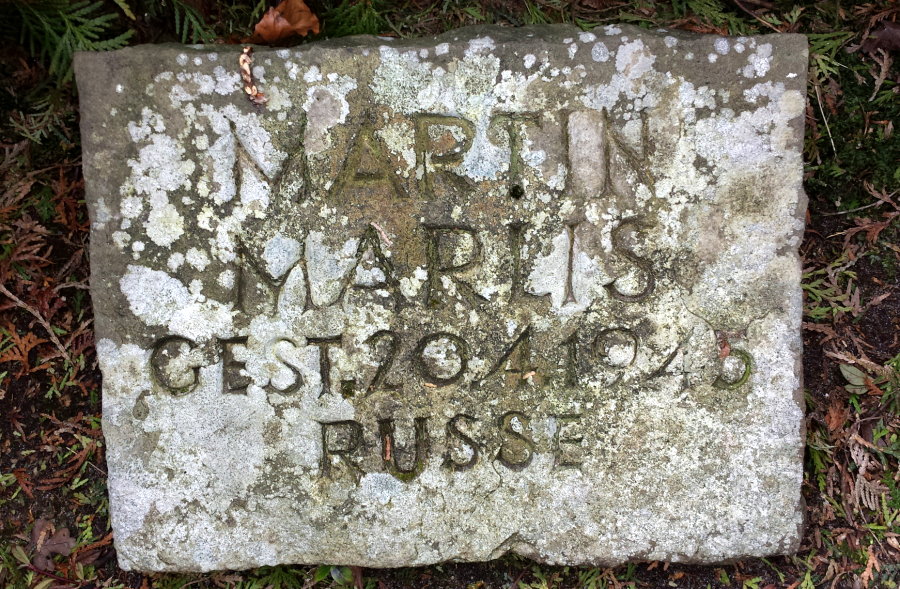 MARTIN
MARLIS
GEST. 20.4.1945
RUSSE